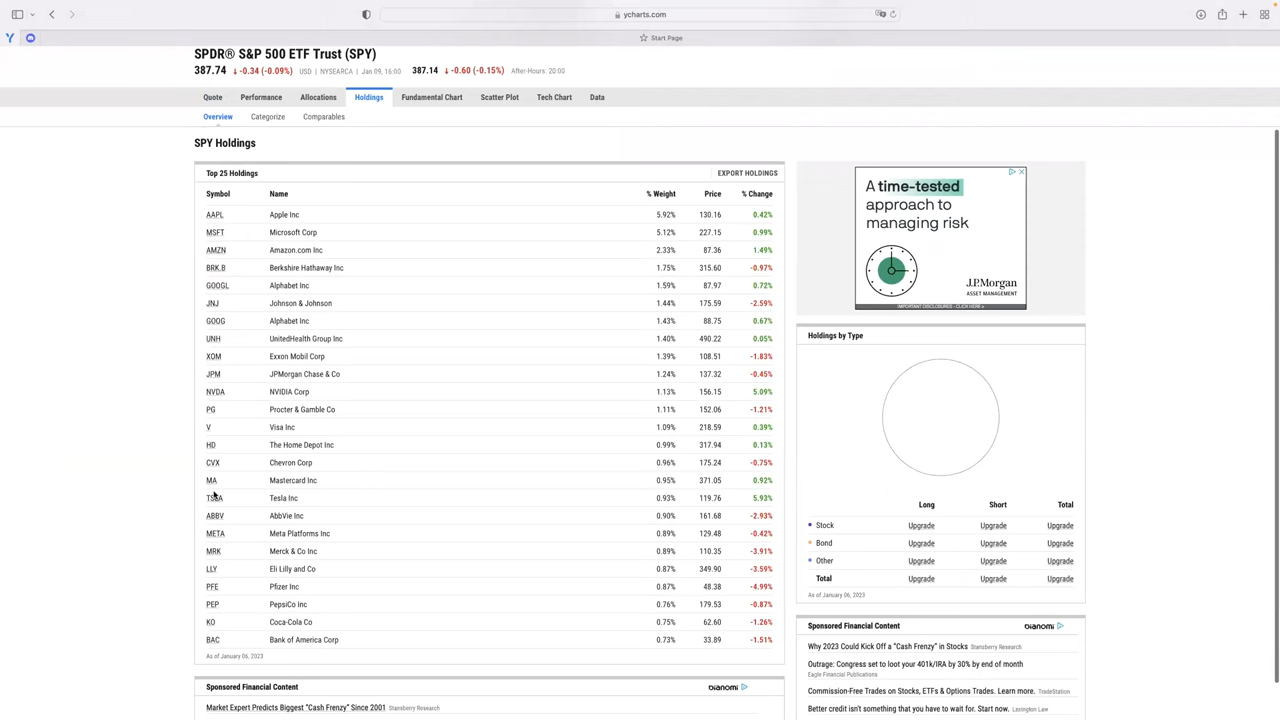 ycharts.com
Start Page
SPDR® S&P 500 ETF Trust (SPY)
387.74 ↓ -0.34 (-0.09%) USD | NYSEARCA | Jan 09, 16:00 387.14 ↓ -0.60 (-0.15%) After-Hours: 20:00
Quote Performance Allocations Holdings Fundamental Chart Scatter Plot Tech Chart Data
Overview Categorize Comparables
SPY Holdings
Top 25 Holdings EXPORT HOLDINGS
Symbol Name % Weight Price % Change
AAPL Apple Inc 5.92% 130.16 0.42%
MSFT Microsoft Corp 5.12% 227.15 0.99%
AMZN Amazon.com Inc 2.33% 87.36 1.49%
BRK.B Berkshire Hathaway Inc 1.75% 315.60 -0.97%
GOOGL Alphabet Inc 1.59% 87.97 0.72%
JNJ Johnson & Johnson 1.44% 175.59 -2.59%
GOOG Alphabet Inc 1.43% 88.75 0.67%
UNH UnitedHealth Group Inc 1.40% 490.22 0.05%
XOM Exxon Mobil Corp 1.39% 108.51 -1.83%
JPM JPMorgan Chase & Co 1.24% 137.32 -0.45%
NVDA NVIDIA Corp 1.13% 156.15 5.09%
PG Procter & Gamble Co 1.11% 152.06 -1.21%
V Visa Inc 1.09% 218.59 0.39%
HD The Home Depot Inc 0.99% 317.94 0.13%
CVX Chevron Corp 0.96% 175.24 -0.75%
MA Mastercard Inc 0.95% 371.05 0.92%
TSLA Tesla Inc 0.93% 119.76 5.93%
ABBV AbbVie Inc 0.90% 161.68 -2.93%
META Meta Platforms Inc 0.89% 129.48 -0.42%
MRK Merck & Co Inc 0.89% 110.35 -3.91%
LLY Eli Lilly and Co 0.87% 349.90 -3.59%
PFE Pfizer Inc 0.87% 48.38 -4.99%
PEP PepsiCo Inc 0.76% 179.53 -0.87%
KO Coca-Cola Co 0.75% 62.60 -1.26%
BAC Bank of America Corp 0.73% 33.89 -1.51%
As of January 06, 2023
Sponsored Financial Content DIANOMI
Market Expert Predicts Biggest "Cash Frenzy" Since 2001 Stansberry Research
A time-tested
approach to
managing risk
J.P.Morgan
ASSET MANAGEMENT
IMPORTANT DISCLOSURES - CLICK HERE >
Holdings by Type
Long Short Total
Stock Upgrade Upgrade Upgrade
Bond Upgrade Upgrade Upgrade
Other Upgrade Upgrade Upgrade
Total Upgrade Upgrade Upgrade
As of January 06, 2023
Sponsored Financial Content DIANOMI
Why 2023 Could Kick Off a "Cash Frenzy" in Stocks Stansberry Research
Outrage: Congress set to loot your 401k/IRA by 30% by end of month
Eagle Financial Publications
Commission-Free Trades on Stocks, ETFs & Options Trades. Learn more. TradeStation
Better credit isn't something that you have to wait for. Start now. Lexington Law